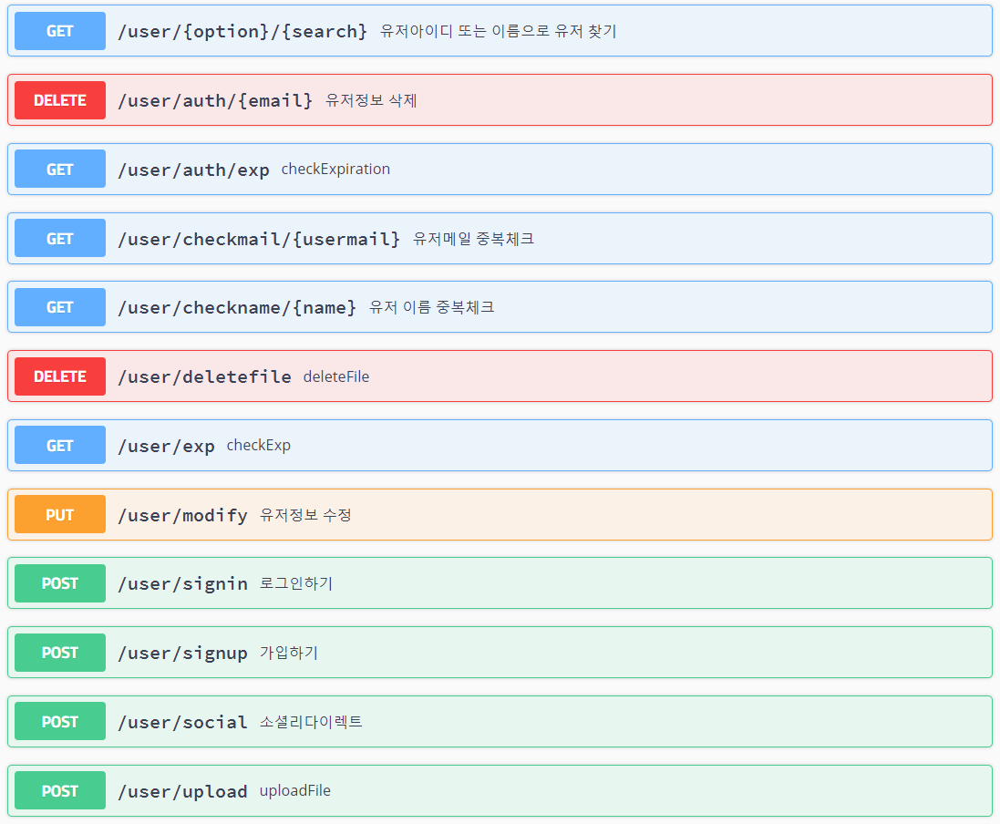 GET /user/{option}/{search} 유저아이디 또는 이름으로 유저 찾기
DELETE /user/auth/{email} 유저정보 삭제
GET /user/auth/exp checkExpiration
GET /user/checkmail/{usermail} 유저메일 중복체크
GET /user/checkname/{name} 유저 이름 중복체크
DELETE /user/deletefile deleteFile
GET /user/exp checkExp
PUT /user/modify 유저정보 수정
POST /user/signin 로그인하기
POST /user/signup 가입하기
POST /user/social 소셜리다이렉트
POST /user/upload uploadFile